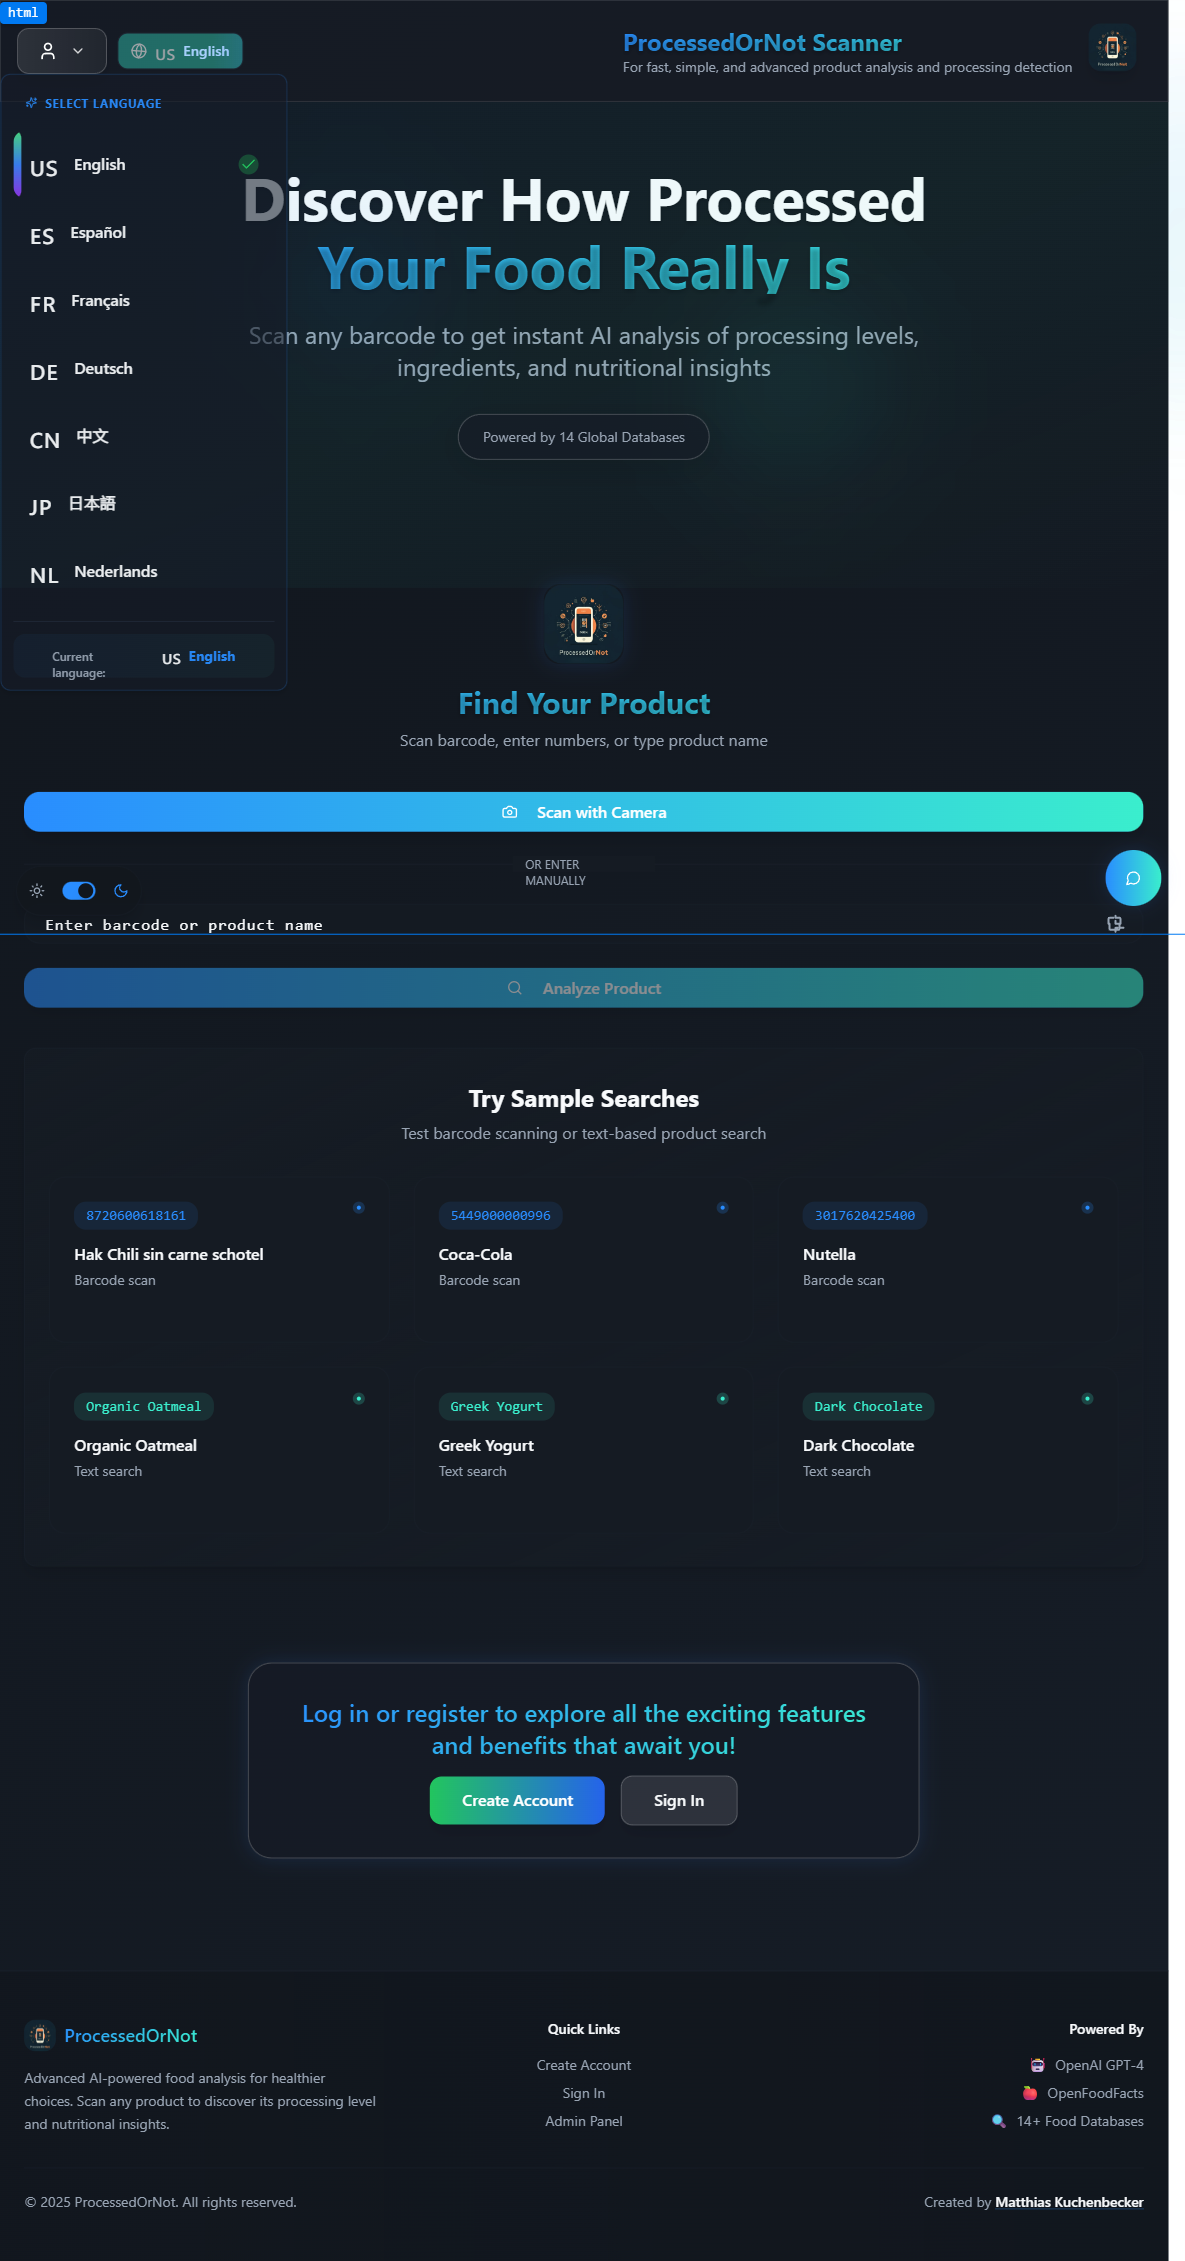 html
US English
ProcessedOrNot Scanner
For fast, simple, and advanced product analysis and processing detection
ProcessedOrNot
SELECT LANGUAGE
US English
ES Español
FR Français
DE Deutsch
CN 中文
JP 日本語
NL Nederlands
Current
language:
US English
Discover How Processed
Your Food Really Is
Scan any barcode to get instant AI analysis of processing levels,
ingredients, and nutritional insights
Powered by 14 Global Databases
ProcessedOrNot
Find Your Product
Scan barcode, enter numbers, or type product name
Scan with Camera
OR ENTER
MANUALLY
Enter barcode or product name
Analyze Product
Try Sample Searches
Test barcode scanning or text-based product search
8720600618161
Hak Chili sin carne schotel
Barcode scan
5449000000996
Coca-Cola
Barcode scan
3017620425400
Nutella
Barcode scan
Organic Oatmeal
Organic Oatmeal
Text search
Greek Yogurt
Greek Yogurt
Text search
Dark Chocolate
Dark Chocolate
Text search
Log in or register to explore all the exciting features
and benefits that await you!
Create Account
Sign In
ProcessedOrNot
Advanced AI-powered food analysis for healthier
choices. Scan any product to discover its processing level
and nutritional insights.
Quick Links
Create Account
Sign In
Admin Panel
Powered By
OpenAI GPT-4
OpenFoodFacts
14+ Food Databases
© 2025 ProcessedOrNot. All rights reserved.
Created by Matthias Kuchenbecker